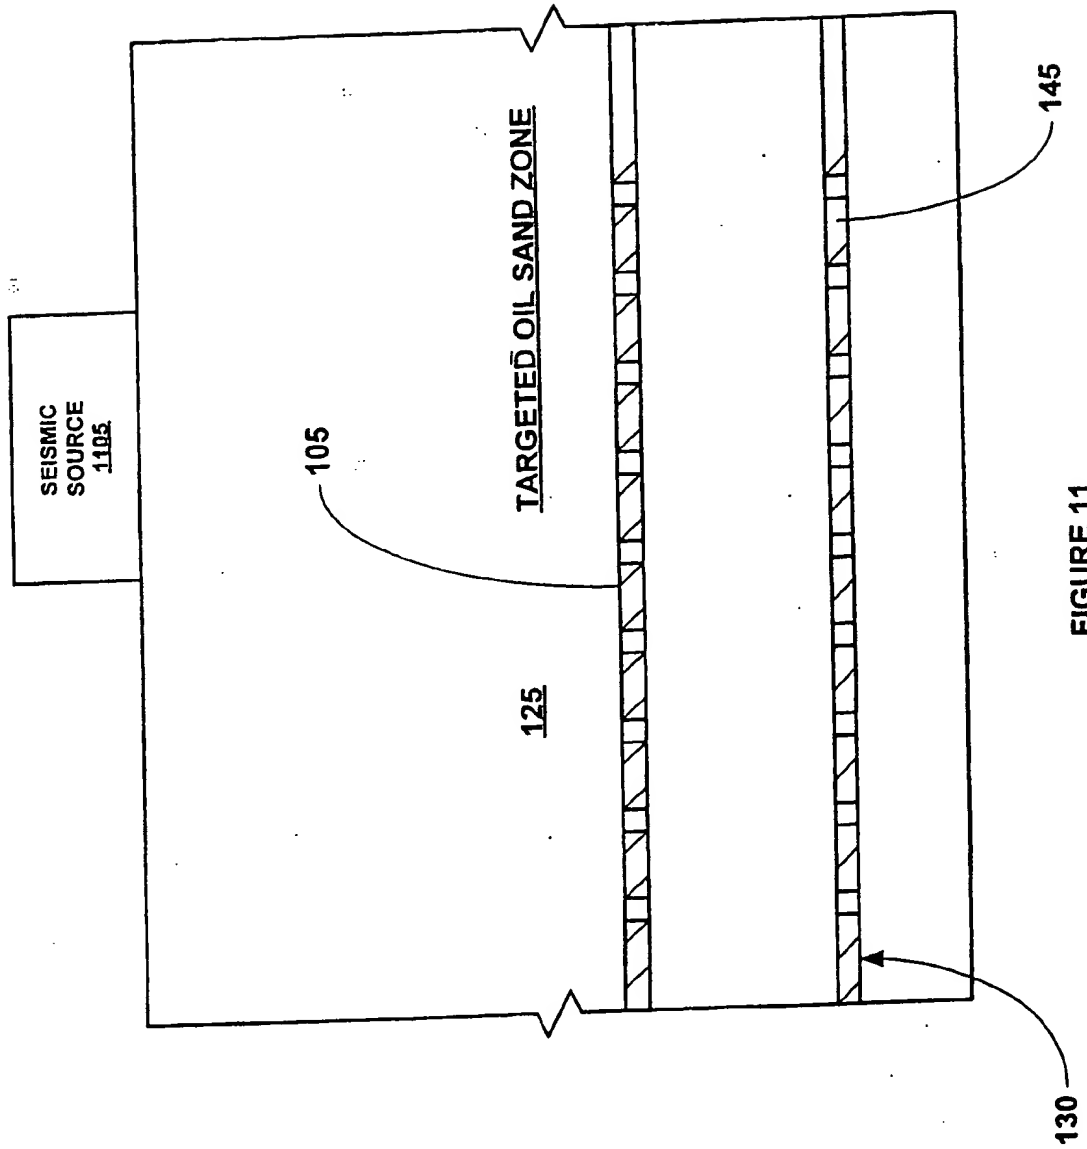 SEISMIC
SOURCE
1105
105
125
TARGETED OIL SAND ZONE
145
130
FIGURE 11